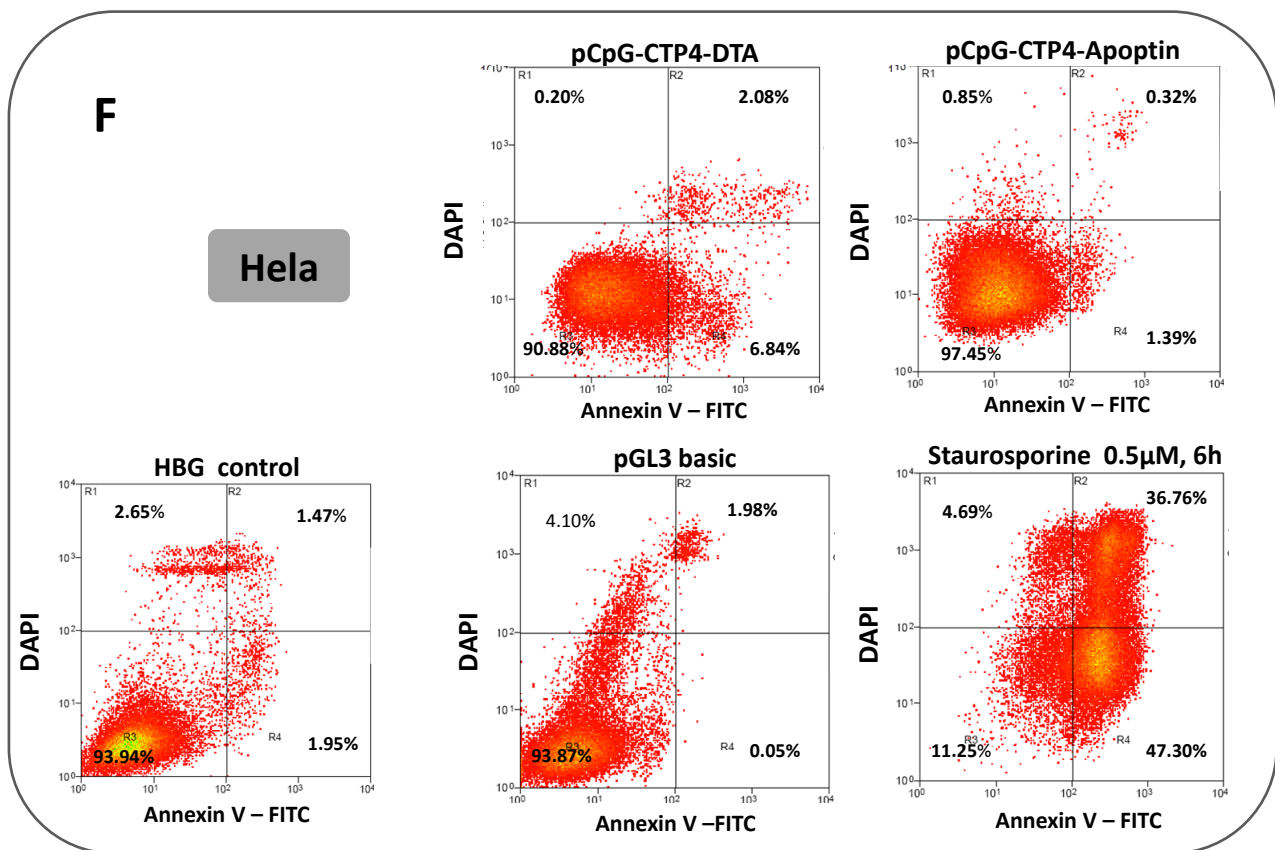 F
Hela
pCpG-CTP4-DTA
R1
R2
0.20%
2.08%
10³
10²
10¹
10⁰
DAPI
90.88%
6.84%
10⁰ 10¹ 10² 10³ 10⁴
Annexin V – FITC
pCpG-CTP4-Apoptin
R1
R2
0.85%
0.32%
10³
10²
10¹
10⁰
DAPI
R3
R4
97.45%
1.39%
10⁰ 10¹ 10² 10³ 10⁴
Annexin V – FITC
HBG control
10⁴
R1
R2
2.65%
1.47%
10³
10²
10¹
10⁰
DAPI
R3
R4
93.94%
1.95%
10⁰ 10¹ 10² 10³ 10⁴
Annexin V – FITC
pGL3 basic
10⁴
R1
R2
4.10%
1.98%
10³
10²
10¹
10⁰
DAPI
R3
R4
93.87%
0.05%
10⁰ 10¹ 10² 10³ 10⁴
Annexin V –FITC
Staurosporine 0.5µM, 6h
10⁴
R1
R2
4.69%
36.76%
10³
10²
10¹
10⁰
DAPI
R3
R4
11.25%
47.30%
10⁰ 10¹ 10² 10³ 10⁴
Annexin V – FITC